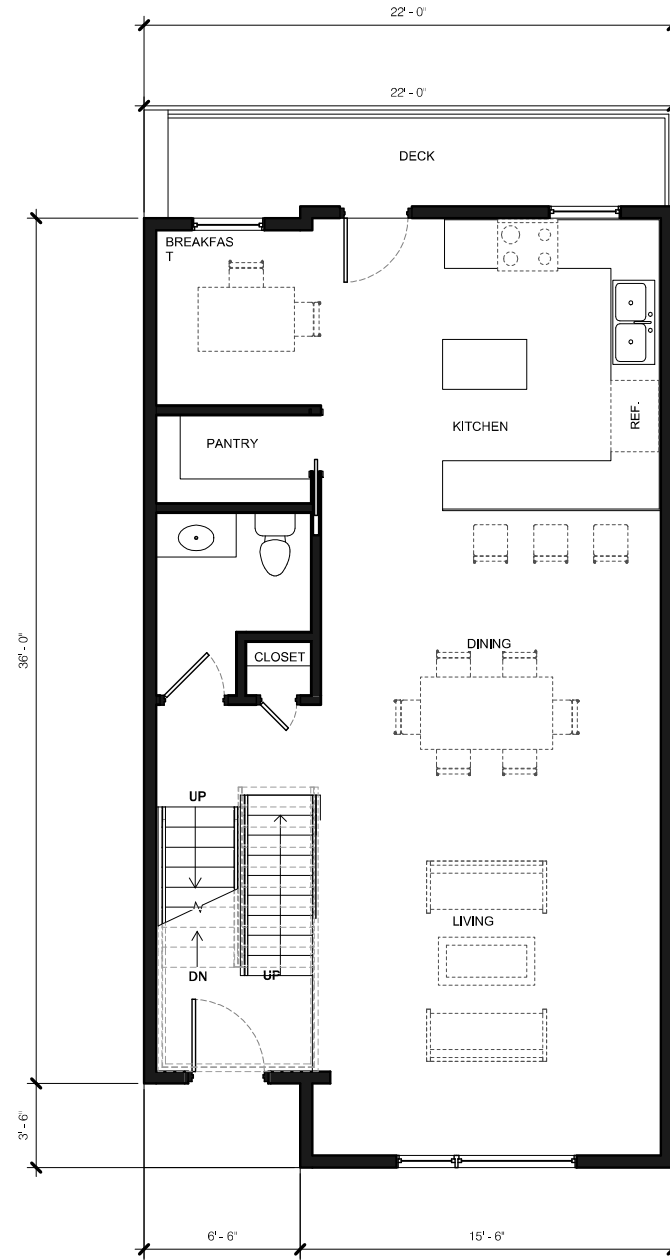 22' - 0"
22' - 0"
DECK
BREAKFAS
T
REF.
KITCHEN
PANTRY
36' - 0"
DINING
CLOSET
UP
LIVING
DN
UP
3' - 6"
6' - 6"
15' - 6"